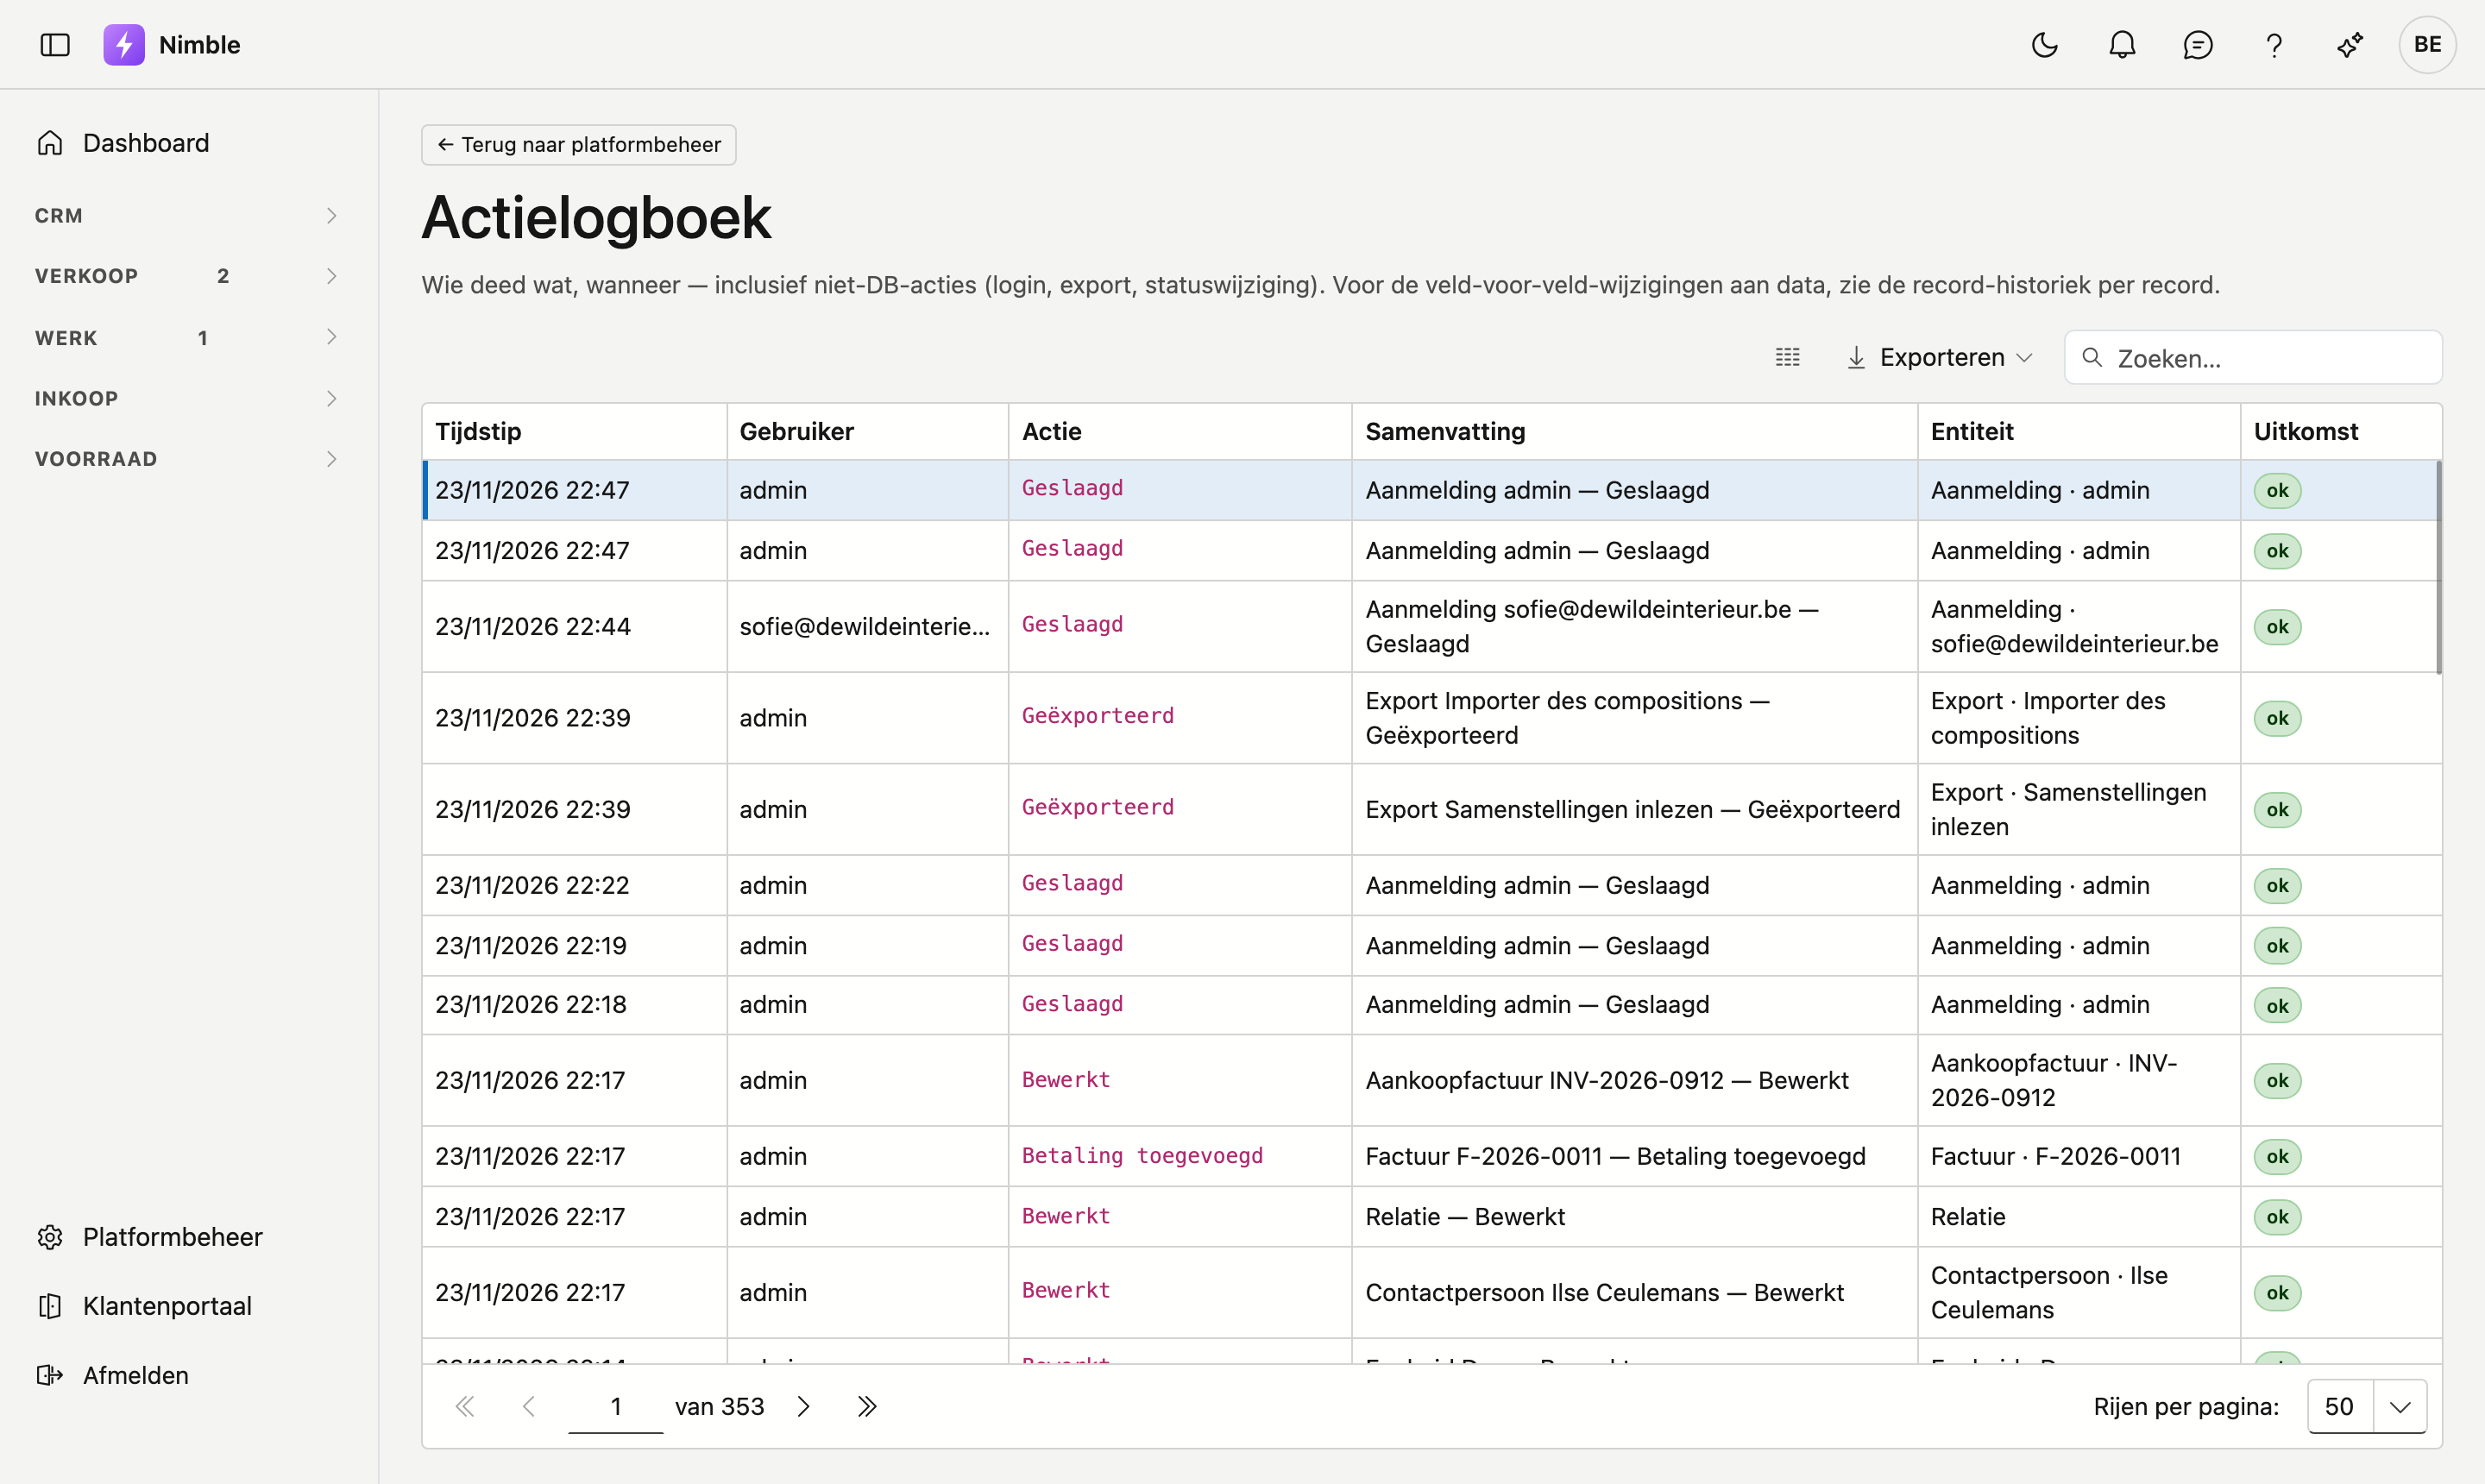 Nimble
BE
Dashboard
CRM
VERKOOP 2
WERK 1
INKOOP
VOORRAAD
Platformbeheer
Klantenportaal
Afmelden
← Terug naar platformbeheer
Actielogboek
Wie deed wat, wanneer — inclusief niet-DB-acties (login, export, statuswijziging). Voor de veld-voor-veld-wijzigingen aan data, zie de record-historiek per record.
Exporteren
Zoeken...
Tijdstip Gebruiker Actie Samenvatting Entiteit Uitkomst
23/11/2026 22:47 admin Geslaagd Aanmelding admin — Geslaagd Aanmelding · admin ok
23/11/2026 22:47 admin Geslaagd Aanmelding admin — Geslaagd Aanmelding · admin ok
23/11/2026 22:44 sofie@dewildeinterie... Geslaagd Aanmelding sofie@dewildeinterieur.be —
Geslaagd
Aanmelding ·
sofie@dewildeinterieur.be
ok
23/11/2026 22:39 admin Geëxporteerd Export Importer des compositions —
Geëxporteerd
Export · Importer des
compositions
ok
23/11/2026 22:39 admin Geëxporteerd Export Samenstellingen inlezen — Geëxporteerd
Export · Samenstellingen
inlezen
ok
23/11/2026 22:22 admin Geslaagd Aanmelding admin — Geslaagd Aanmelding · admin ok
23/11/2026 22:19 admin Geslaagd Aanmelding admin — Geslaagd Aanmelding · admin ok
23/11/2026 22:18 admin Geslaagd Aanmelding admin — Geslaagd Aanmelding · admin ok
23/11/2026 22:17 admin Bewerkt Aankoopfactuur INV-2026-0912 — Bewerkt
Aankoopfactuur · INV-
2026-0912
ok
23/11/2026 22:17 admin Betaling toegevoegd Factuur F-2026-0011 — Betaling toegevoegd Factuur · F-2026-0011 ok
23/11/2026 22:17 admin Bewerkt Relatie — Bewerkt Relatie ok
23/11/2026 22:17 admin Bewerkt Contactpersoon Ilse Ceulemans — Bewerkt
Contactpersoon · Ilse
Ceulemans
ok
1 van 353
Rijen per pagina: 50